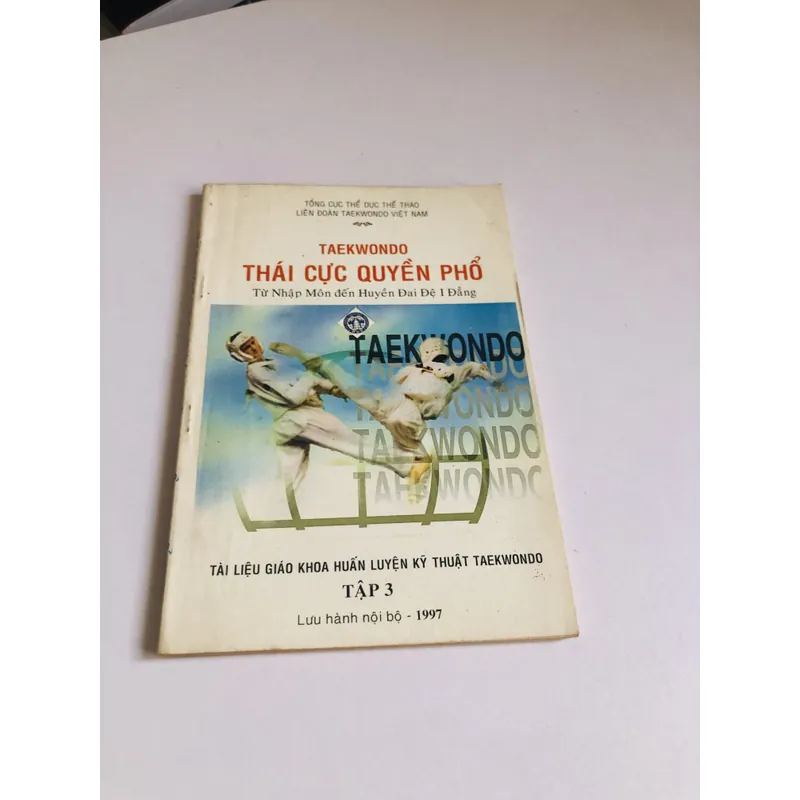 TỔNG CỤC THỂ DỤC THỂ THAO
LIÊN ĐOÀN TAEKWONDO VIỆT NAM
TAEKWONDO
THÁI CỰC QUYỀN PHỔ
Từ Nhập Môn đến Huyền Đai Đệ I Đẳng
TAEKWONDO
TAEKWONDO
TAEKWONDO
TAEKWONDO
TAEKWONDO
TÀI LIỆU GIÁO KHOA HUẤN LUYỆN KỸ THUẬT TAEKWONDO
TẬP 3
Lưu hành nội bộ - 1997